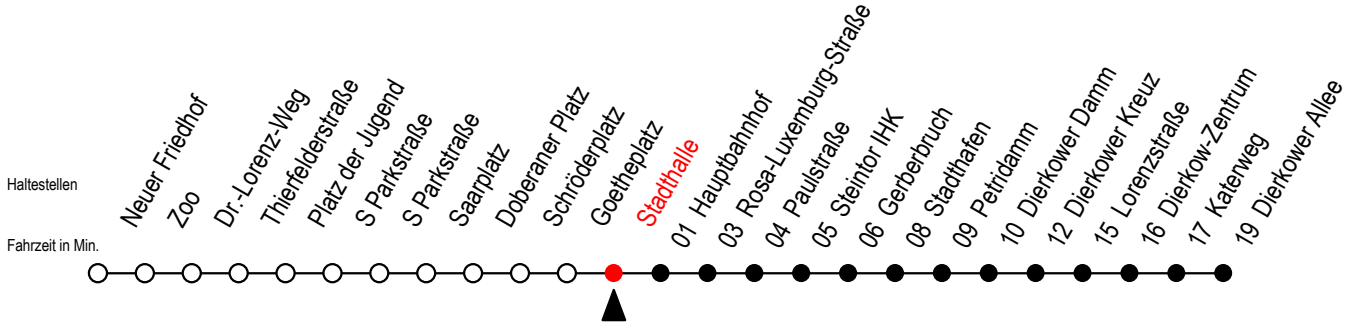 Haltestellen
Neuer Friedhof
Zoo
Dr.-Lorenz-Weg
Thierfelderstraße
Platz der Jugend
S Parkstraße
S Parkstraße
Saarplatz
Doberaner Platz
Schröderplatz
Goetheplatz
Stadthalle
01 Hauptbahnhof
03 Rosa-Luxemburg-Straße
04 Paulstraße
05 Steintor IHK
06 Gerberbruch
08 Stadthafen
09 Petridamm
10 Dierkower Damm
12 Dierkower Kreuz
15 Lorenzstraße
16 Dierkow-Zentrum
17 Katerweg
19 Dierkower Allee
Fahrzeit in Min.